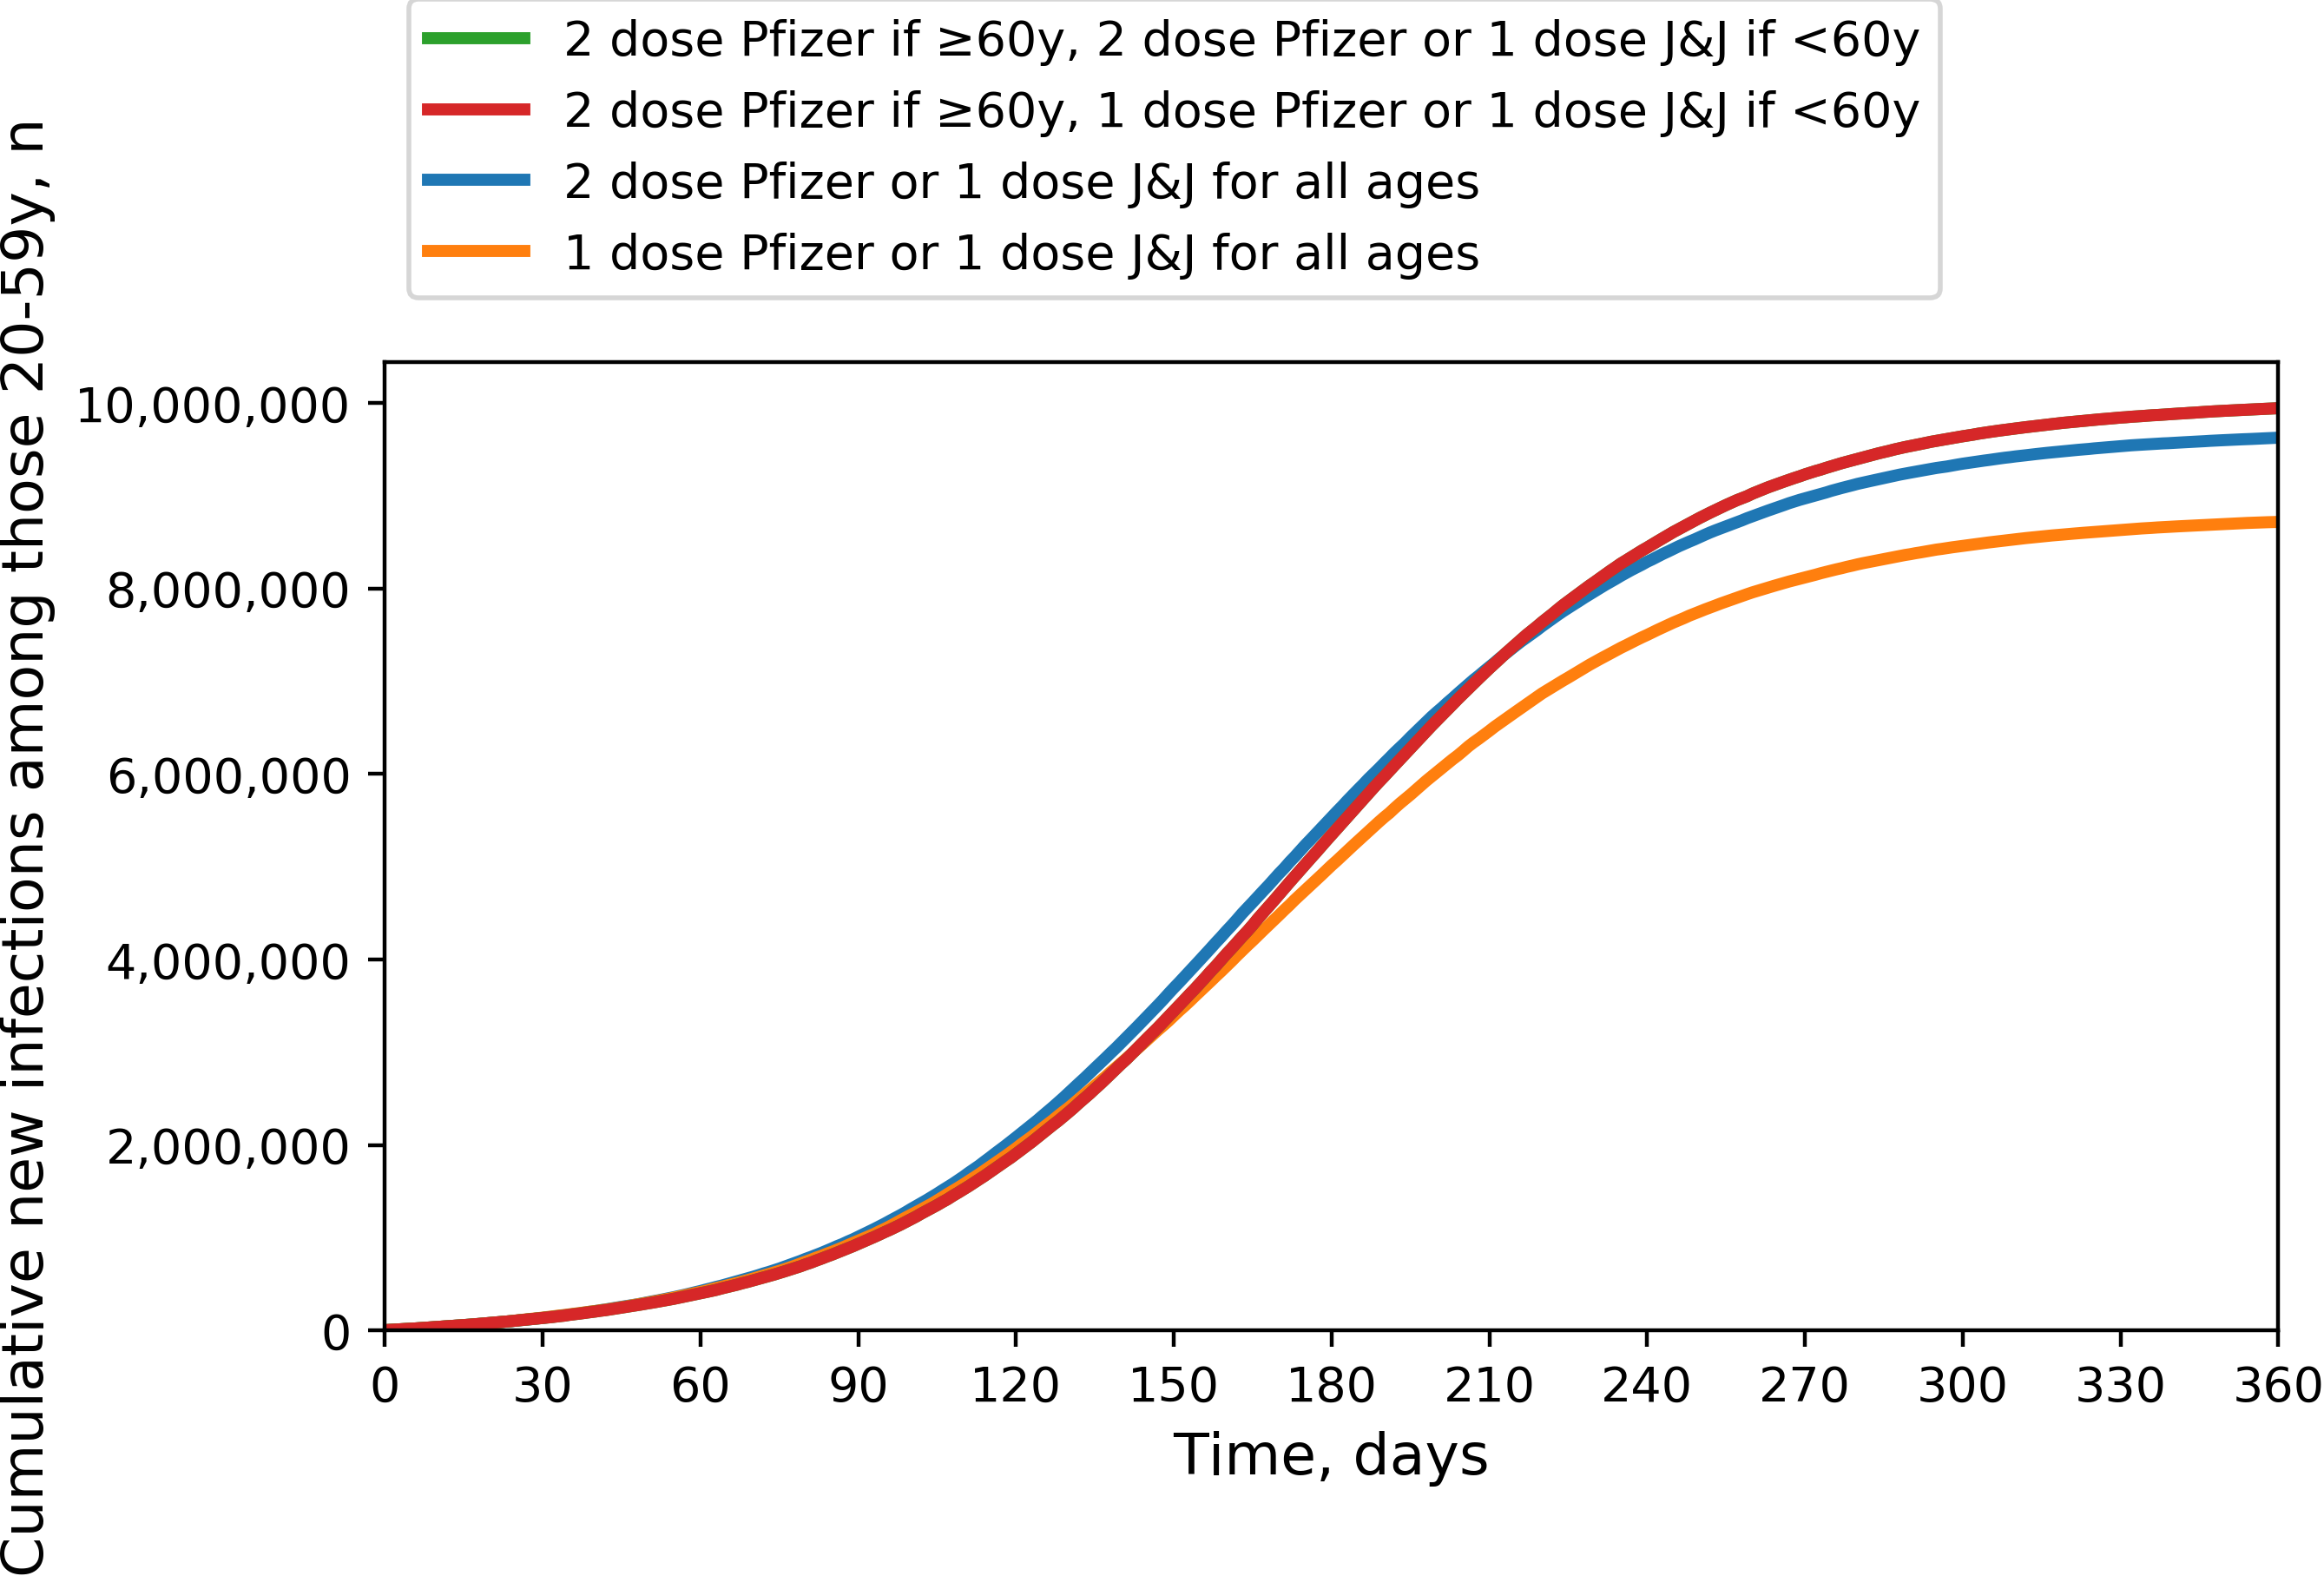 2 dose Pfizer if ≥60y, 2 dose Pfizer or 1 dose J&J if <60y
2 dose Pfizer if ≥60y, 1 dose Pfizer or 1 dose J&J if <60y
2 dose Pfizer or 1 dose J&J for all ages
1 dose Pfizer or 1 dose J&J for all ages
Cumulative new infections among those 20-59y, n
10,000,000
8,000,000
6,000,000
4,000,000
2,000,000
0
0 30 60 90 120 150 180 210 240 270 300 330 360
Time, days